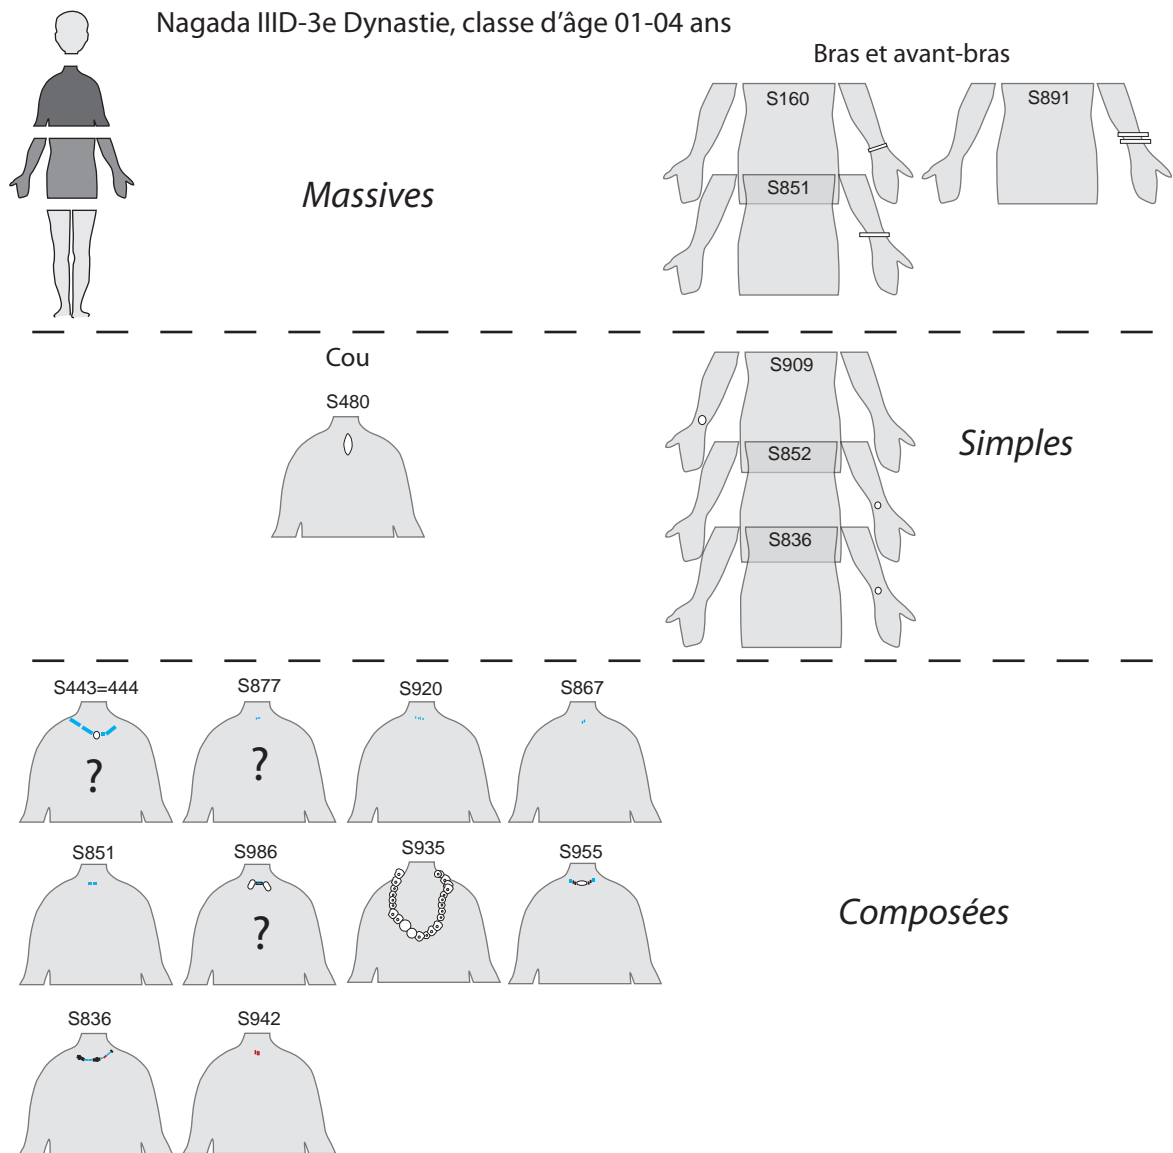 Nagada IIID-3e Dynastie, classe d’âge 01-04 ans
Bras et avant-bras
S160
S891
Massives
S851
Cou
S480
S909
Simples
S852
S836
S443=444
S877
S920
S867
?
?
S851
S986
S935
S955
?
Composées
S836
S942